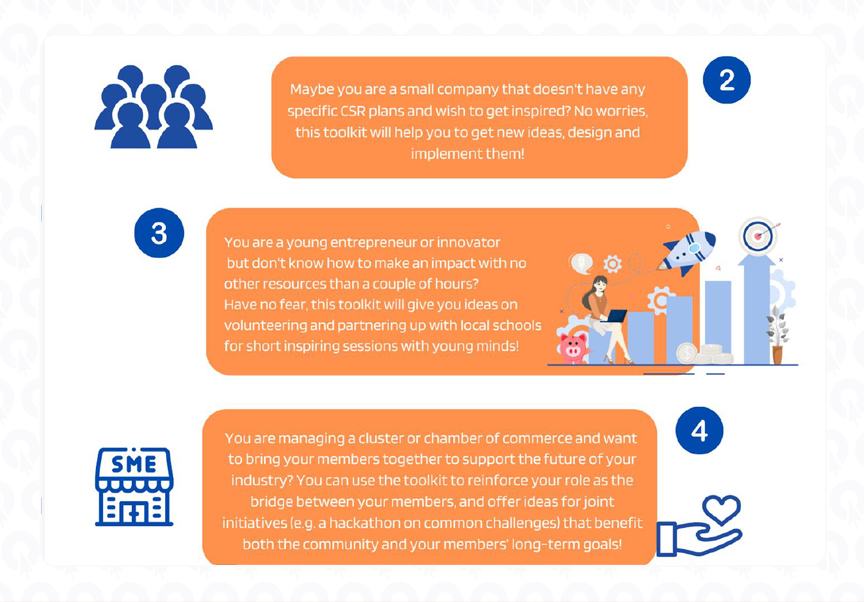 2
Maybe you are a small company that doesn't have any
specific CSR plans and wish to get inspired? No worries,
this toolkit will help you to get new ideas, design and
implement them!
3
You are a young entrepreneur or innovator
but don't know how to make an impact with no
other resources than a couple of hours?
Have no fear, this toolkit will give you ideas on
volunteering and partnering up with local schools
for short inspiring sessions with young minds!
4
SME
You are managing a cluster or chamber of commerce and want
to bring your members together to support the future of your
industry? You can use the toolkit to reinforce your role as the
bridge between your members, and offer ideas for joint
initiatives (e.g. a hackathon on common challenges) that benefit
both the community and your members' long-term goals!